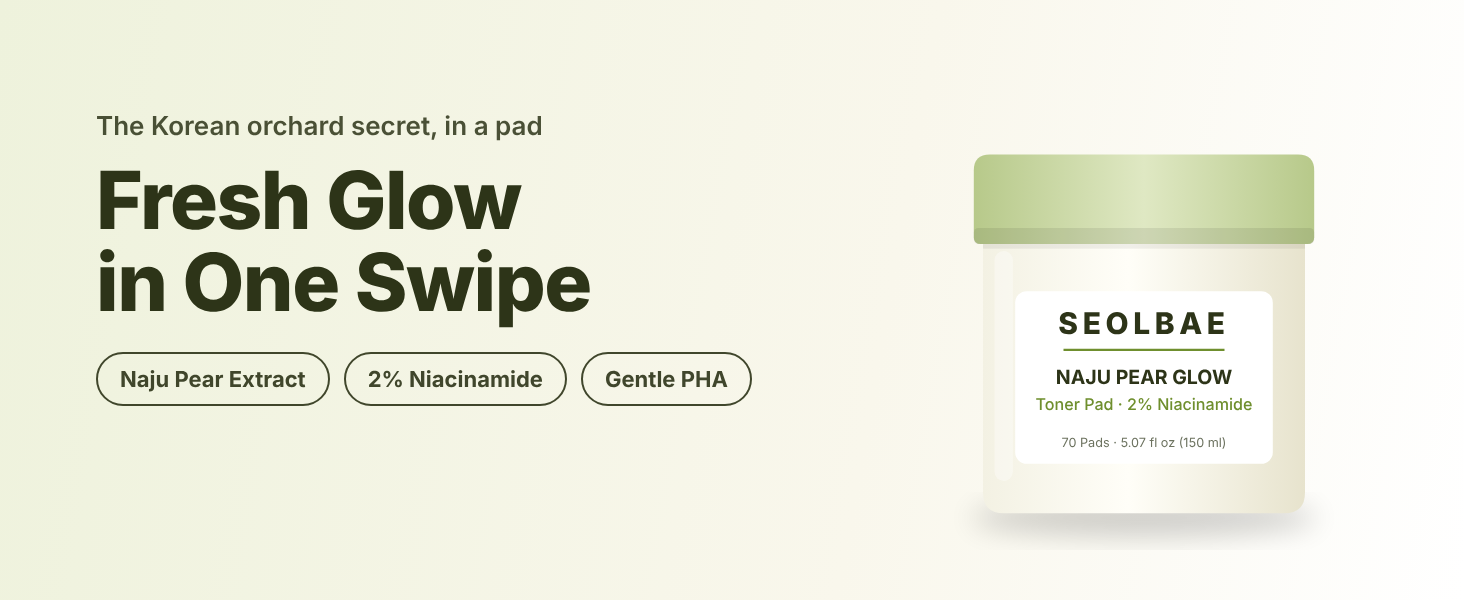 The Korean orchard secret, in a pad
Fresh Glow
in One Swipe
Naju Pear Extract
2% Niacinamide
Gentle PHA
SEOLBAE
NAJU PEAR GLOW
Toner Pad · 2% Niacinamide
70 Pads · 5.07 fl oz (150 ml)